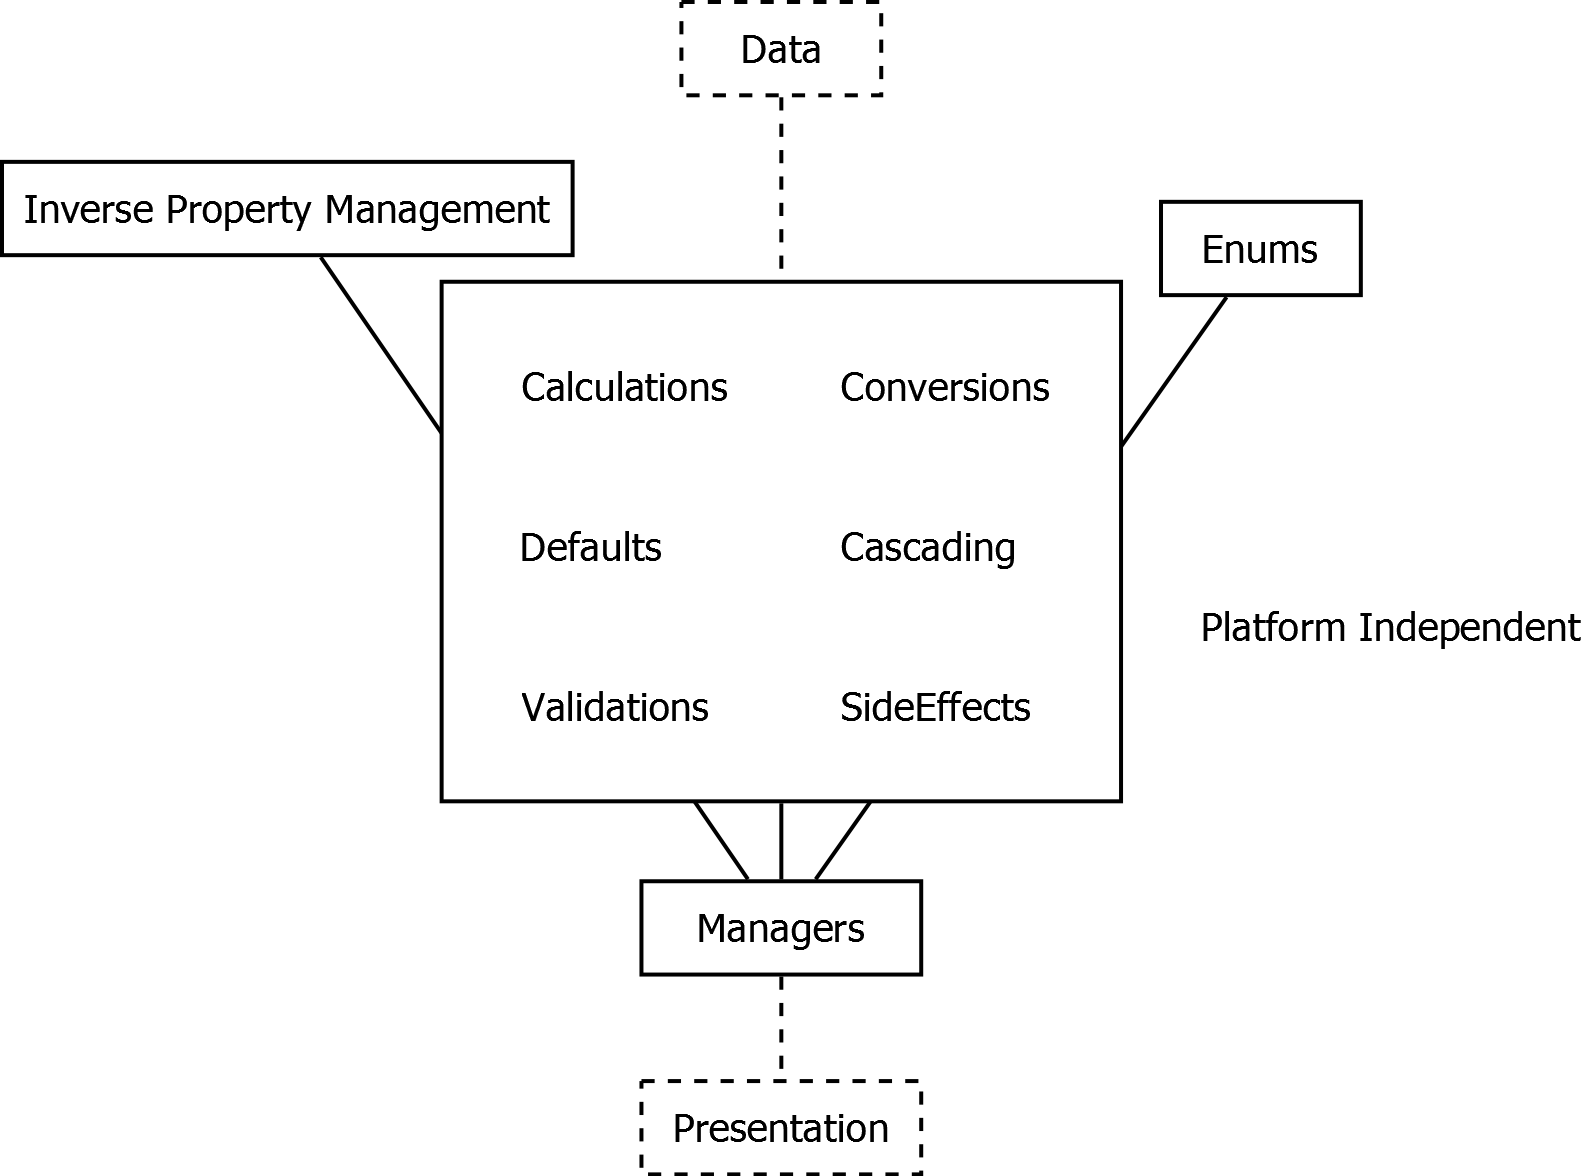 Data
Inverse Property Management
Enums
Calculations
Conversions
Defaults
Cascading
Platform Independent
Validations
SideEffects
Managers
Presentation